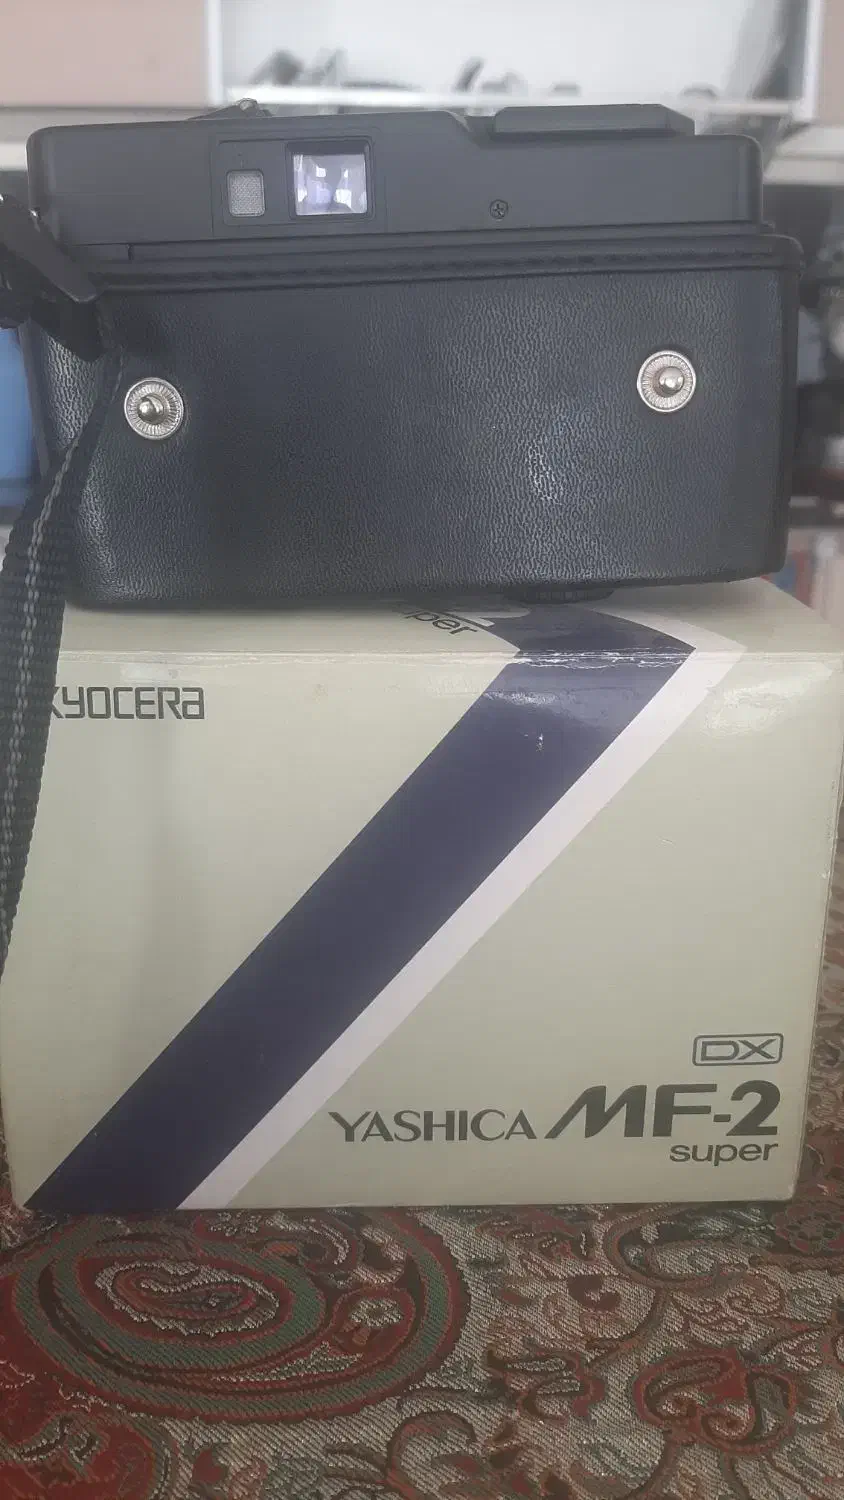 super
KYOCERA
DX
YASHICA MF-2
super